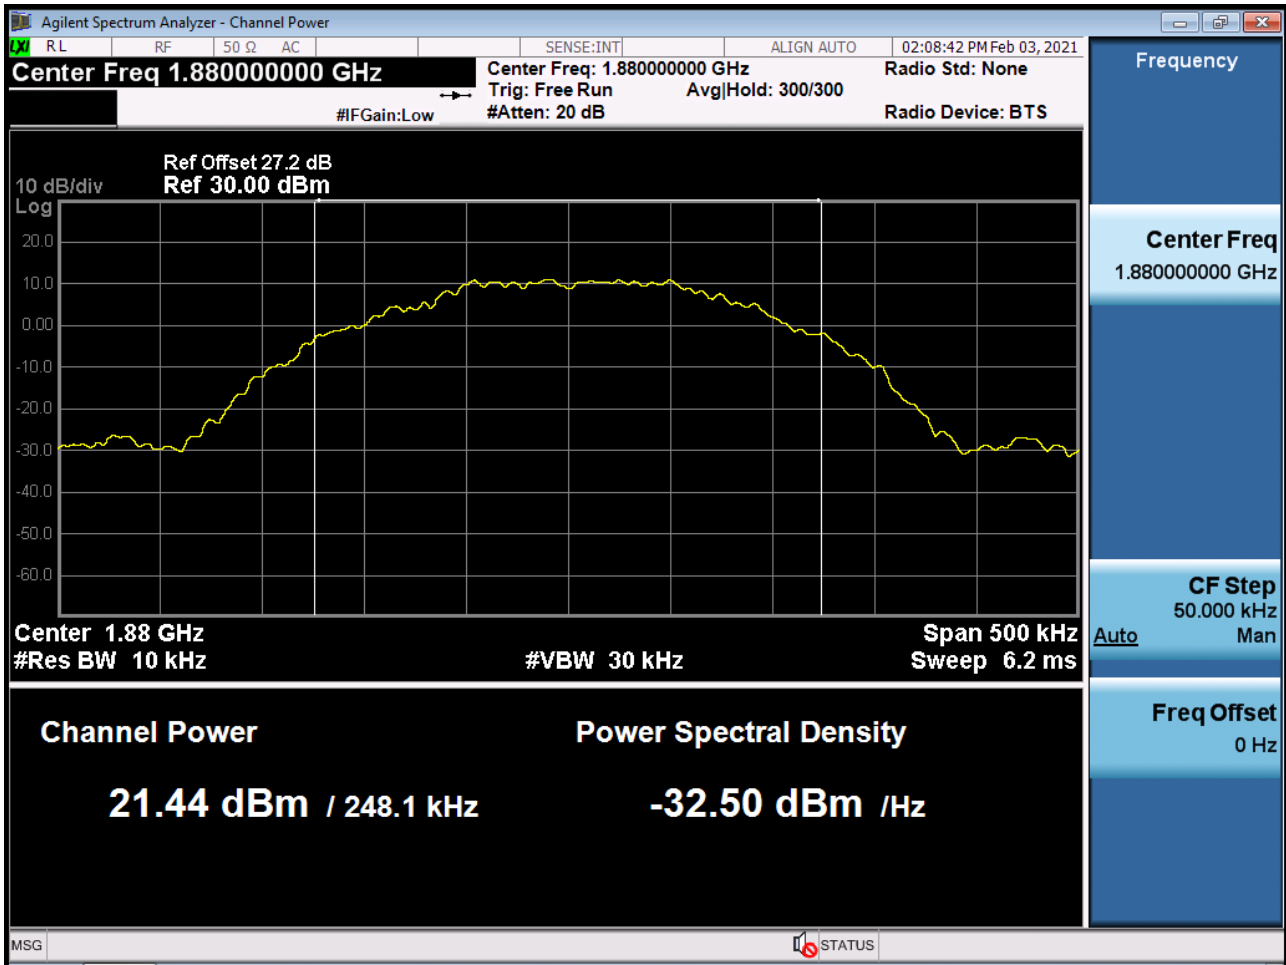 Agilent Spectrum Analyzer - Channel Power
LXI RL RF 50 Ω AC SENSE:INT ALIGN AUTO 02:08:42 PM Feb 03, 2021
Center Freq 1.880000000 GHz
Center Freq: 1.880000000 GHz Radio Std: None
Trig: Free Run Avg|Hold: 300/300
#IFGain:Low #Atten: 20 dB Radio Device: BTS
Ref Offset 27.2 dB
10 dB/div Ref 30.00 dBm
Log
20.0
10.0
0.00
-10.0
-20.0
-30.0
-40.0
-50.0
-60.0
Center 1.88 GHz Span 500 kHz
#Res BW 10 kHz #VBW 30 kHz Sweep 6.2 ms
Channel Power Power Spectral Density
21.44 dBm / 248.1 kHz -32.50 dBm /Hz
MSG STATUS
Frequency
Center Freq
1.880000000 GHz
CF Step
50.000 kHz
Auto Man
Freq Offset
0 Hz